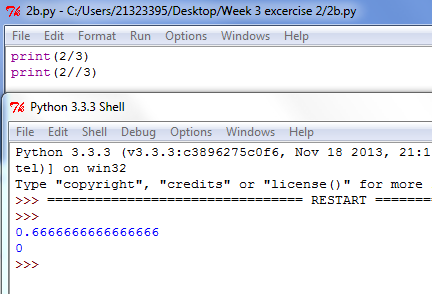 2b.py - C:/Users/21323395/Desktop/Week 3 excercise 2/2b.py
File Edit Format Run Options Windows Help
print(2/3)
print(2//3)
Python 3.3.3 Shell
File Edit Shell Debug Options Windows Help
Python 3.3.3 (v3.3.3:c3896275c0f6, Nov 18 2013, 21:1
tel)] on win32
Type "copyright", "credits" or "license()" for more
>>> ================================ RESTART =======
>>>
0.6666666666666666
0
>>>